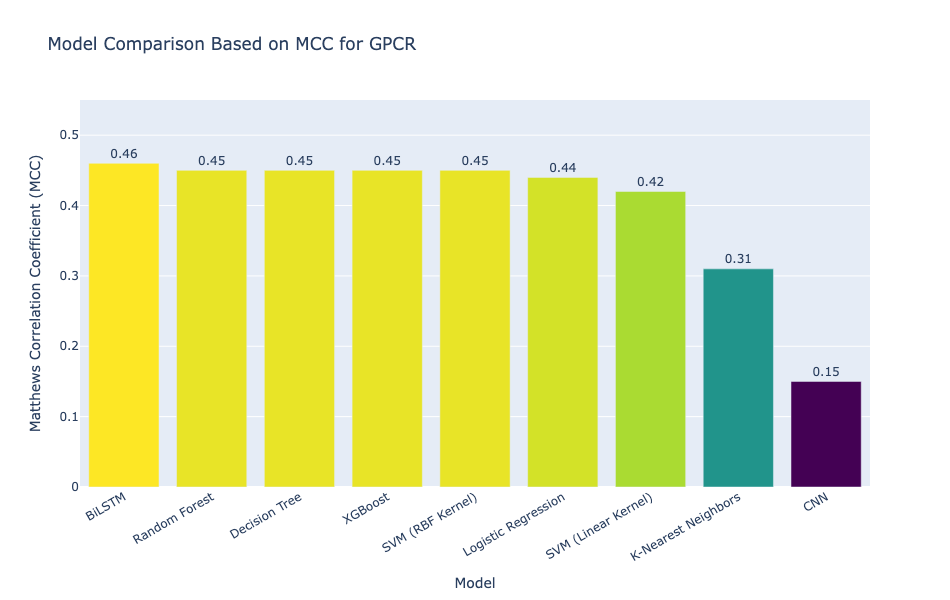 Model Comparison Based on MCC for GPCR
Matthews Correlation Coefficient (MCC)
0.5
0.4
0.3
0.2
0.1
0
0.46
0.45
0.45
0.45
0.45
0.44
0.42
0.31
0.15
BiLSTM
Random Forest
Decision Tree
XGBoost
SVM (RBF Kernel)
Logistic Regression
SVM (Linear Kernel)
K-Nearest Neighbors
CNN
Model